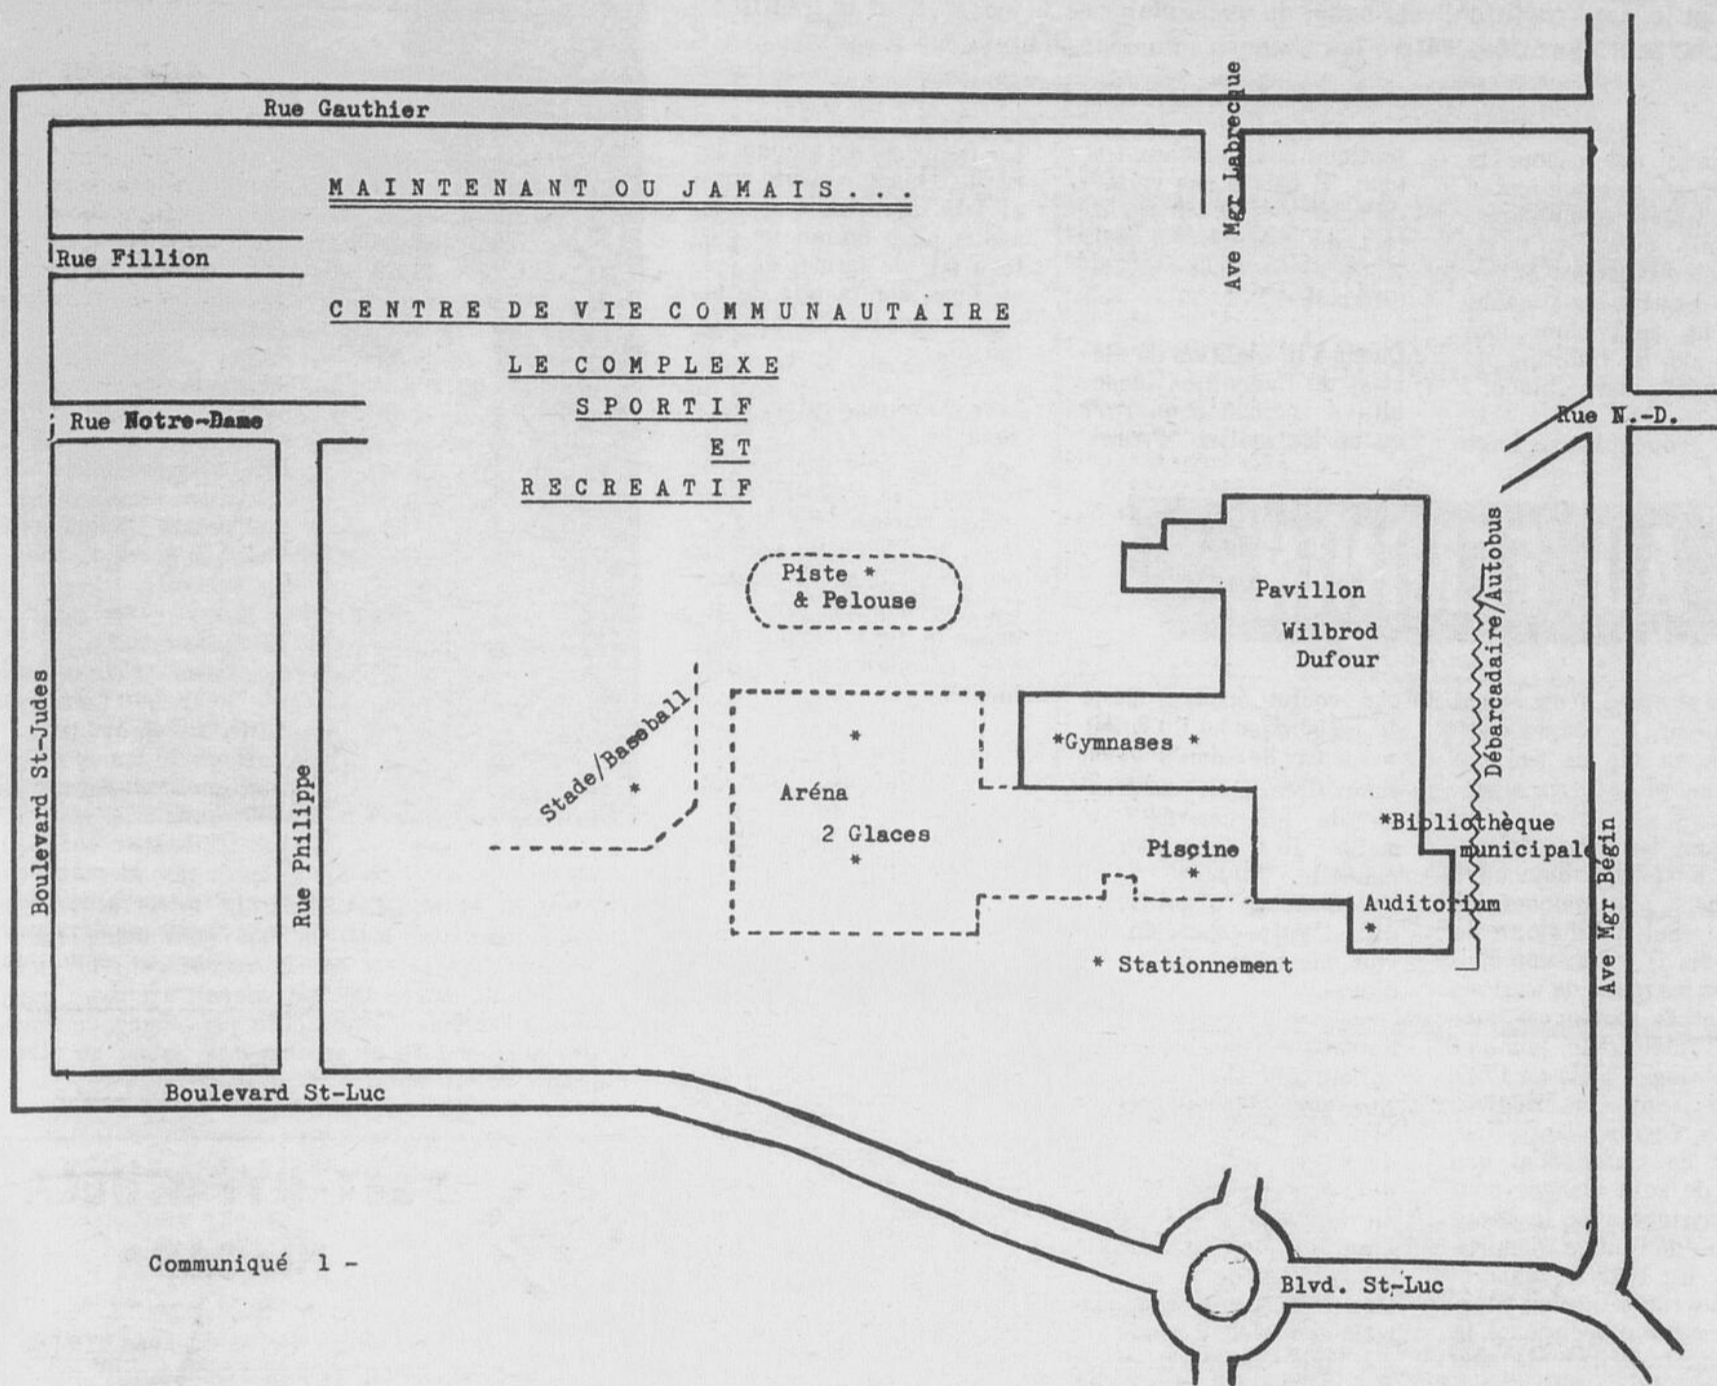 Rue Gauthier
Ave Mgr Labrecque
MAINTENANT OU JAMAIS...
Rue Fillion
CENTRE DE VIE COMMUNAUTAIRE
LE COMPLEXE
SPORTIF
ET
RECREATIF
Rue Notre-Dame
Rue N.-D.
Piste *
& Pelouse
Pavillon
Wilbrod
Dufour
Débarcadaire/Autobus
Boulevard St-Judes
Rue Philippe
Stade/Baseball
*
*
Aréna
2 Glaces
*
*Gymnases *
*Bibliothèque
municipale
Piscine
*
Auditorium
*
* Stationnement
Ave Mgr Bégin
Boulevard St-Luc
Communiqué 1 -
Blvd. St-Luc